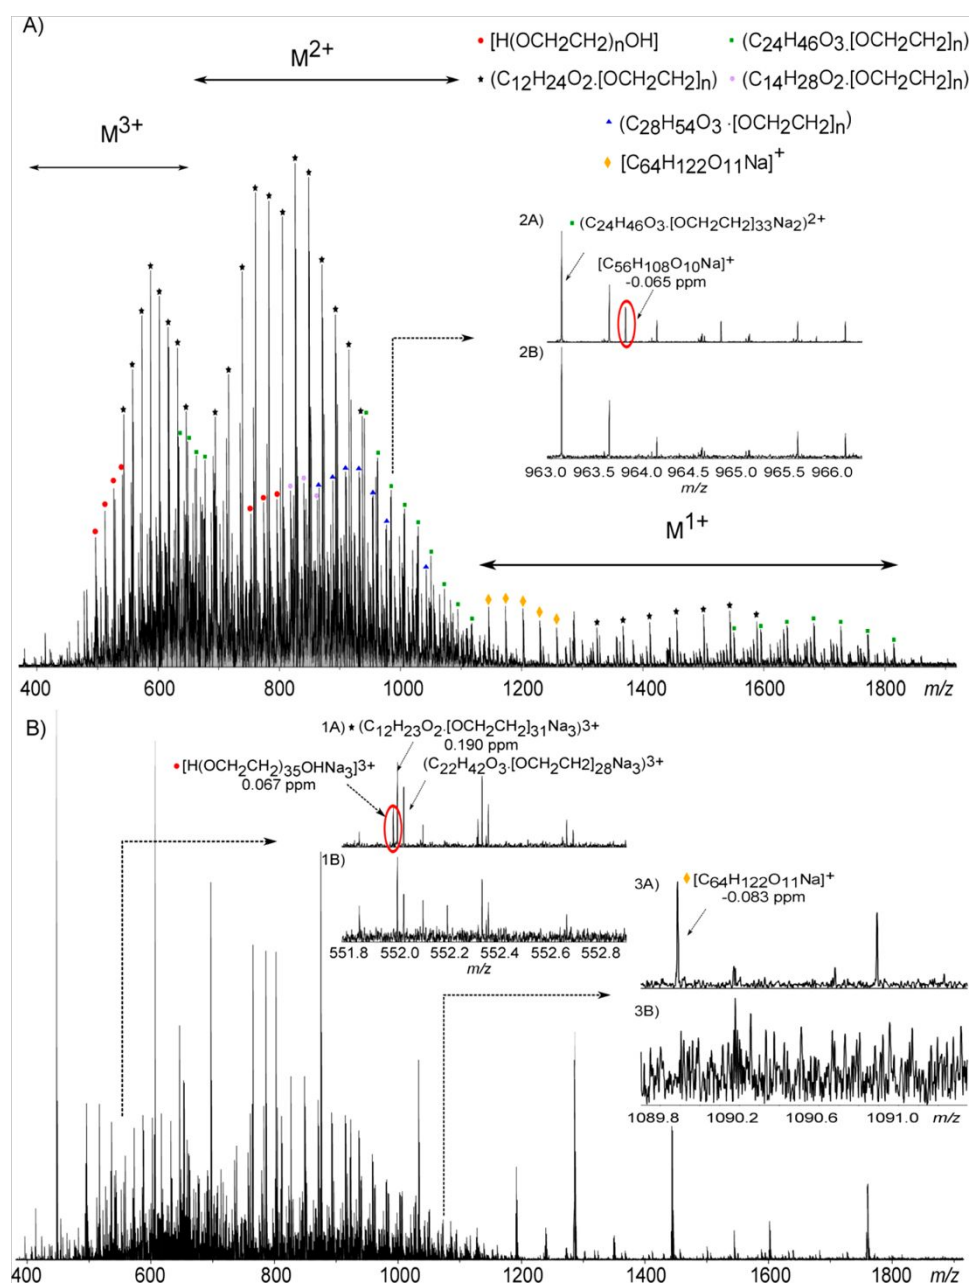 A)
• [H(OCH2CH2)nOH]
▪ (C24H46O3.[OCH2CH2]n)
M2+
★ (C12H24O2.[OCH2CH2]n)
• (C14H28O2.[OCH2CH2]n)
M3+
▲ (C28H54O3 ·[OCH2CH2]n)
◆ [C64H122O11Na]+
2A)
▪ (C24H46O3.[OCH2CH2]33Na2)2+
[C56H108O10Na]+
-0.065 ppm
2B)
963.0 963.5 964.0 964.5 965.0 965.5 966.0
m/z
M1+
400 600 800 1000 1200 1400 1600 1800 m/z
B)
1A) ★ (C12H23O2.[OCH2CH2]31Na3)3+
0.190 ppm
• [H(OCH2CH2)35OHNa3]3+
0.067 ppm
(C22H42O3.[OCH2CH2]28Na3)3+
1B)
551.8 552.0 552.2 552.4 552.6 552.8
m/z
3A)
◆ [C64H122O11Na]+
-0.083 ppm
3B)
1089.8 1090.2 1090.6 1091.0 m/z
400 600 800 1000 1200 1400 1600 1800 m/z